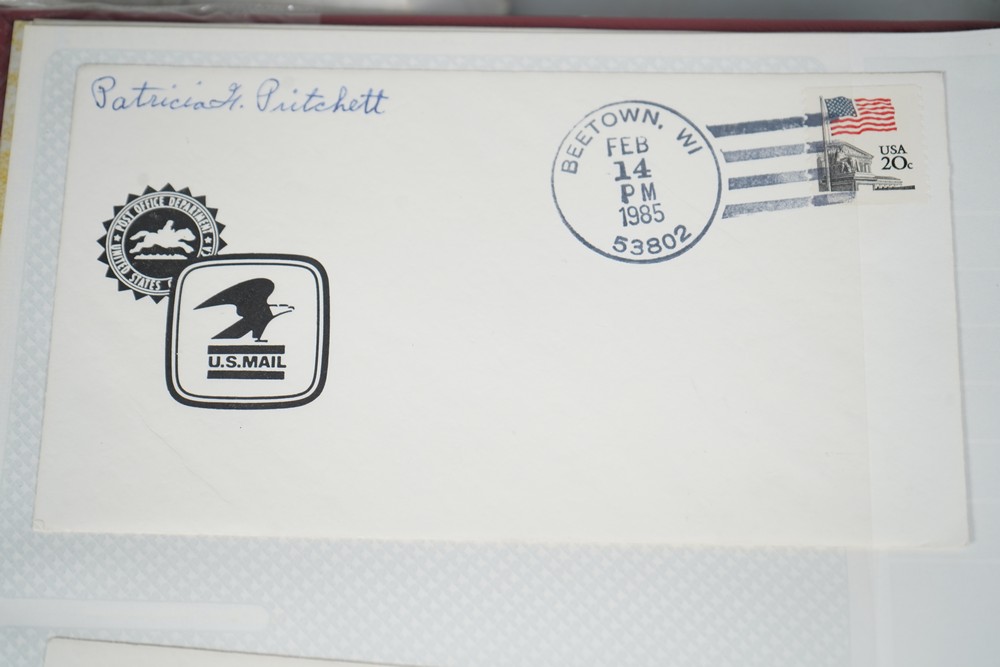 Patricia G. Pritchett
POST OFFICE DEPARTMENT
UNITED STATES
U.S.MAIL
BEETOWN, WI
FEB
14
PM
1985
53802
USA
20c